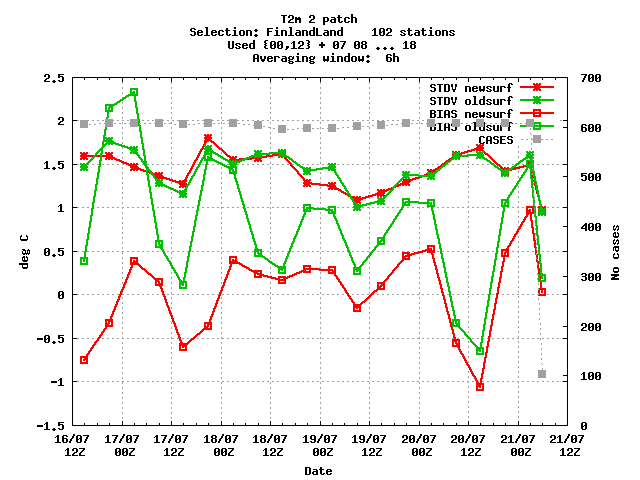 T2m 2 patch
Selection: FinlandLand 102 stations
Used {00,12} + 07 08 ... 18
Averaging window: 6h
2.5
2
1.5
1
0.5
0
-0.5
-1
-1.5
deg C
700
600
500
400
300
200
100
0
No cases
STDV newsurf
STDV oldsurf
BIAS newsurf
BIAS oldsurf
CASES
16/07 17/07 17/07 18/07 18/07 19/07 19/07 20/07 20/07 21/07 21/07
12Z 00Z 12Z 00Z 12Z 00Z 12Z 00Z 12Z 00Z 12Z
Date